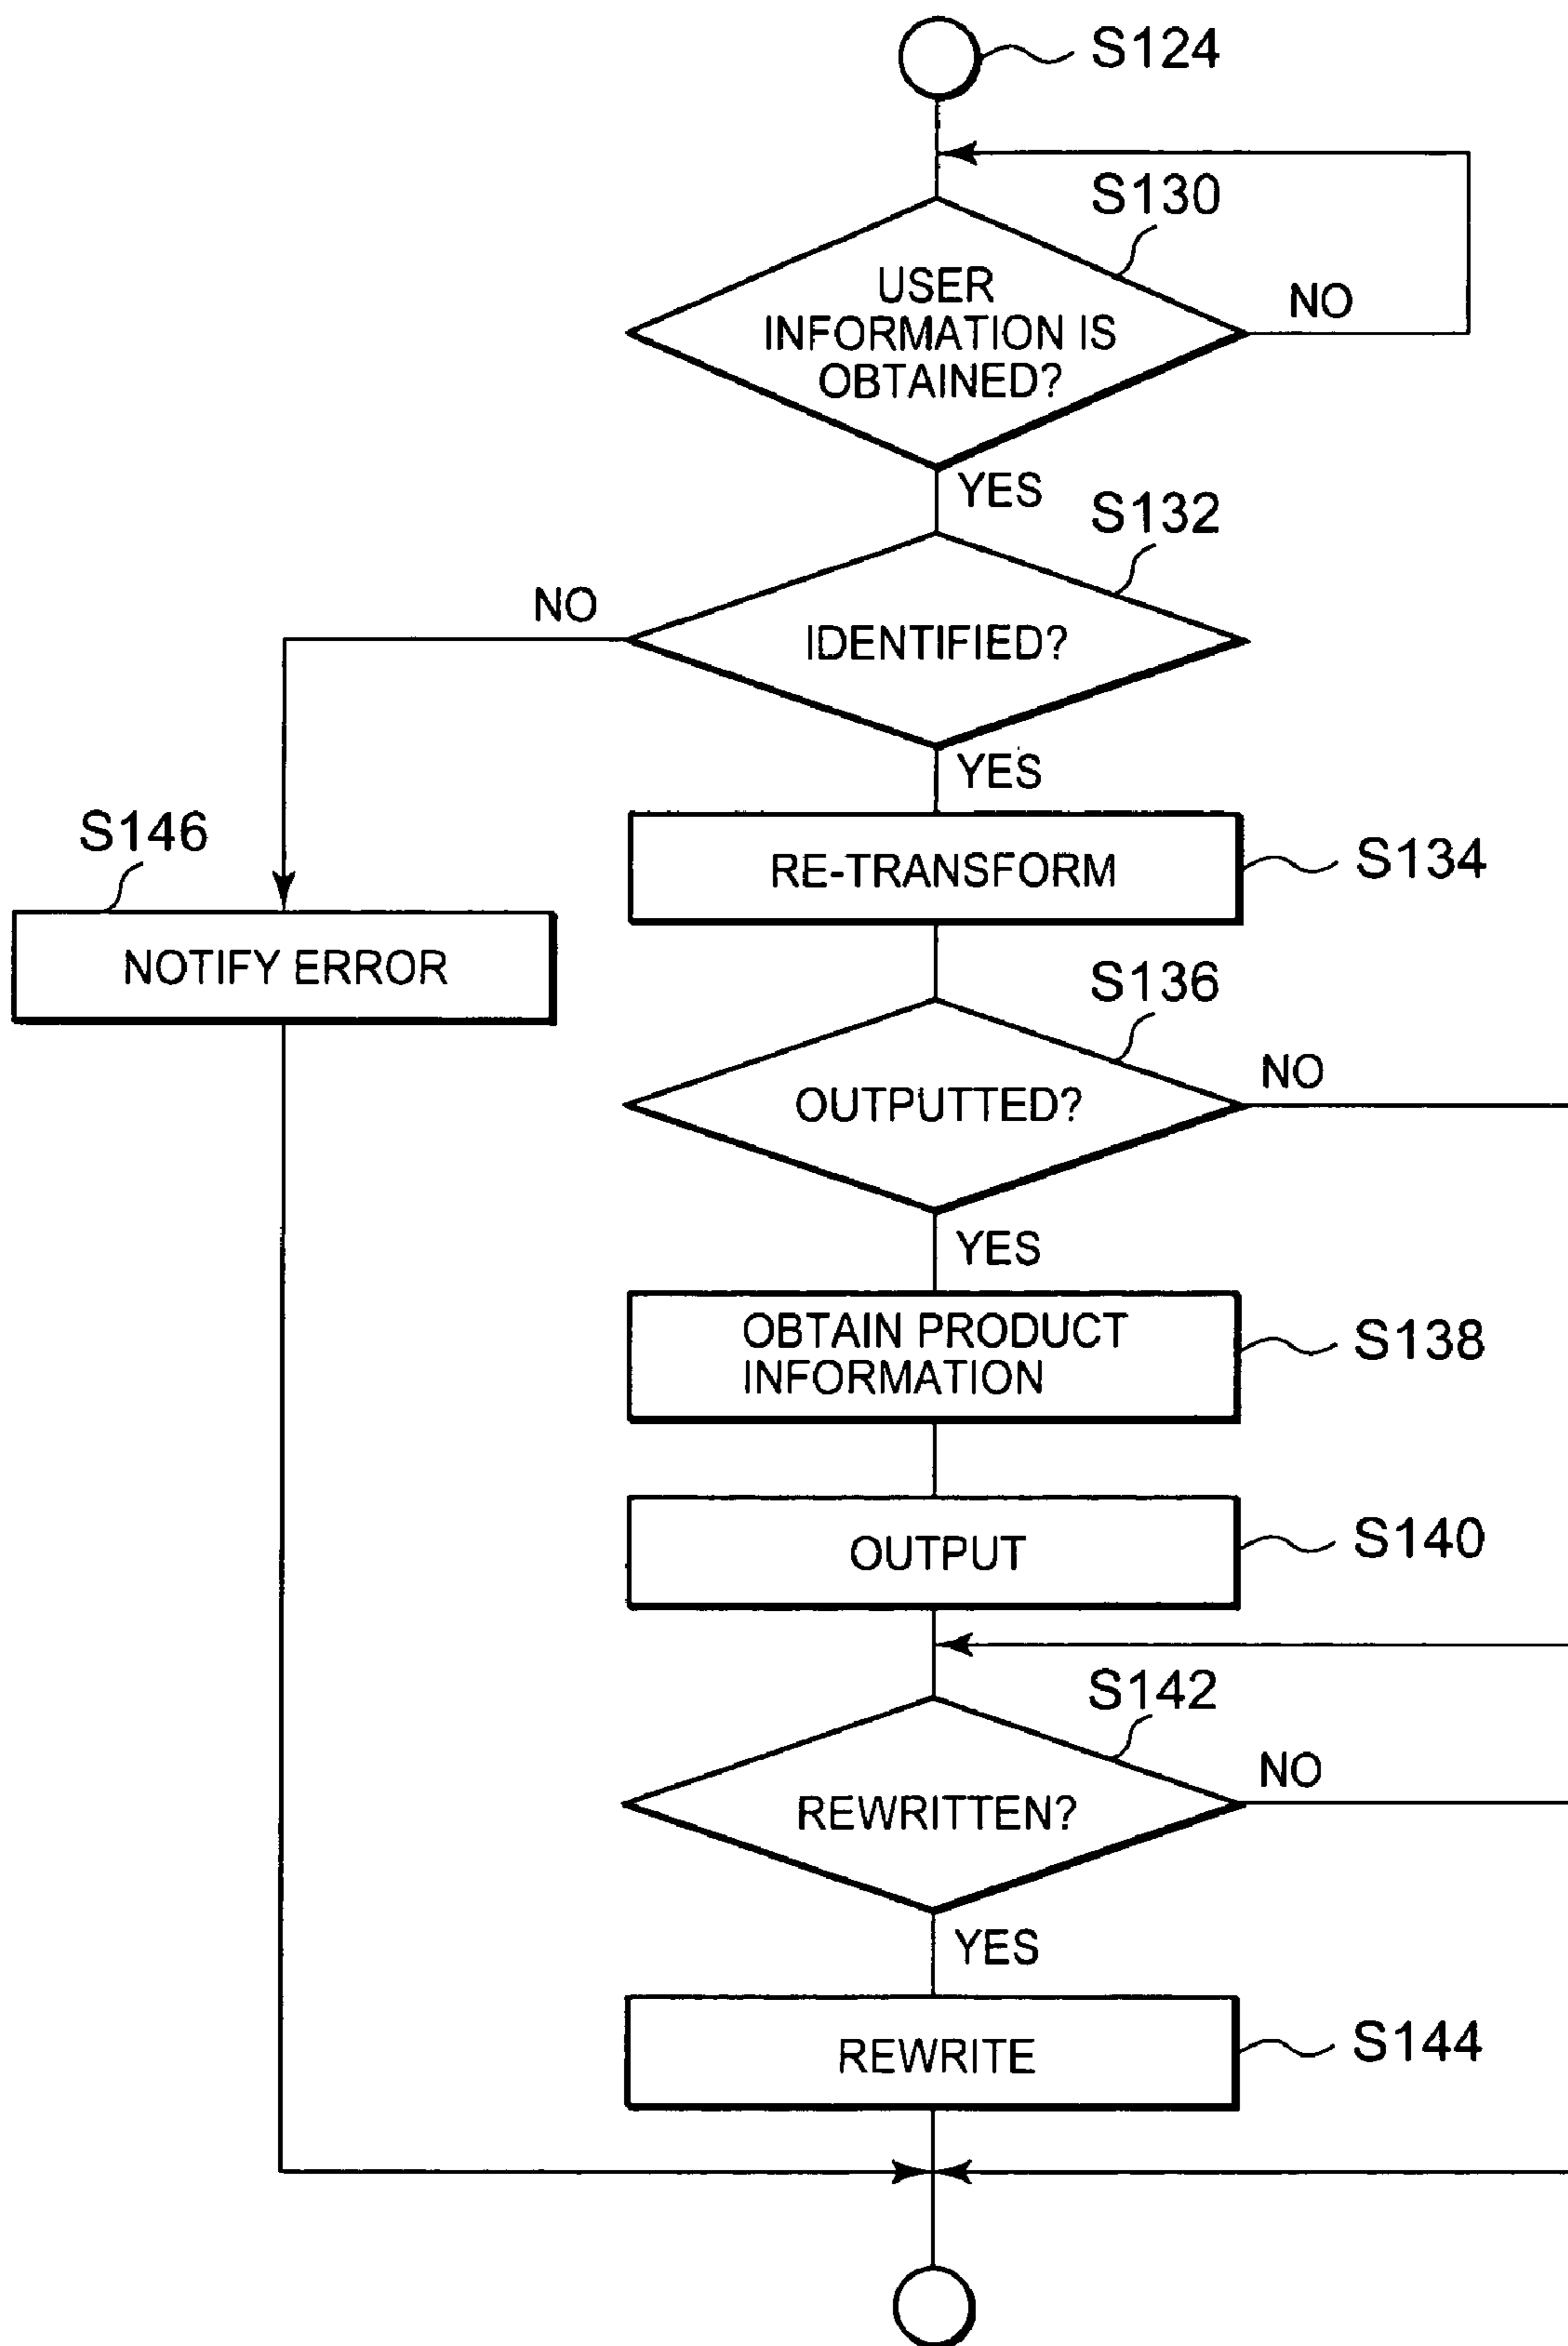 S124
S130
USER
INFORMATION IS
OBTAINED?
NO
YES
S132
NO
IDENTIFIED?
YES
S146
RE-TRANSFORM
S134
NOTIFY ERROR
S136
NO
OUTPUTTED?
YES
OBTAIN PRODUCT
INFORMATION
S138
OUTPUT
S140
S142
NO
REWRITTEN?
YES
REWRITE
S144